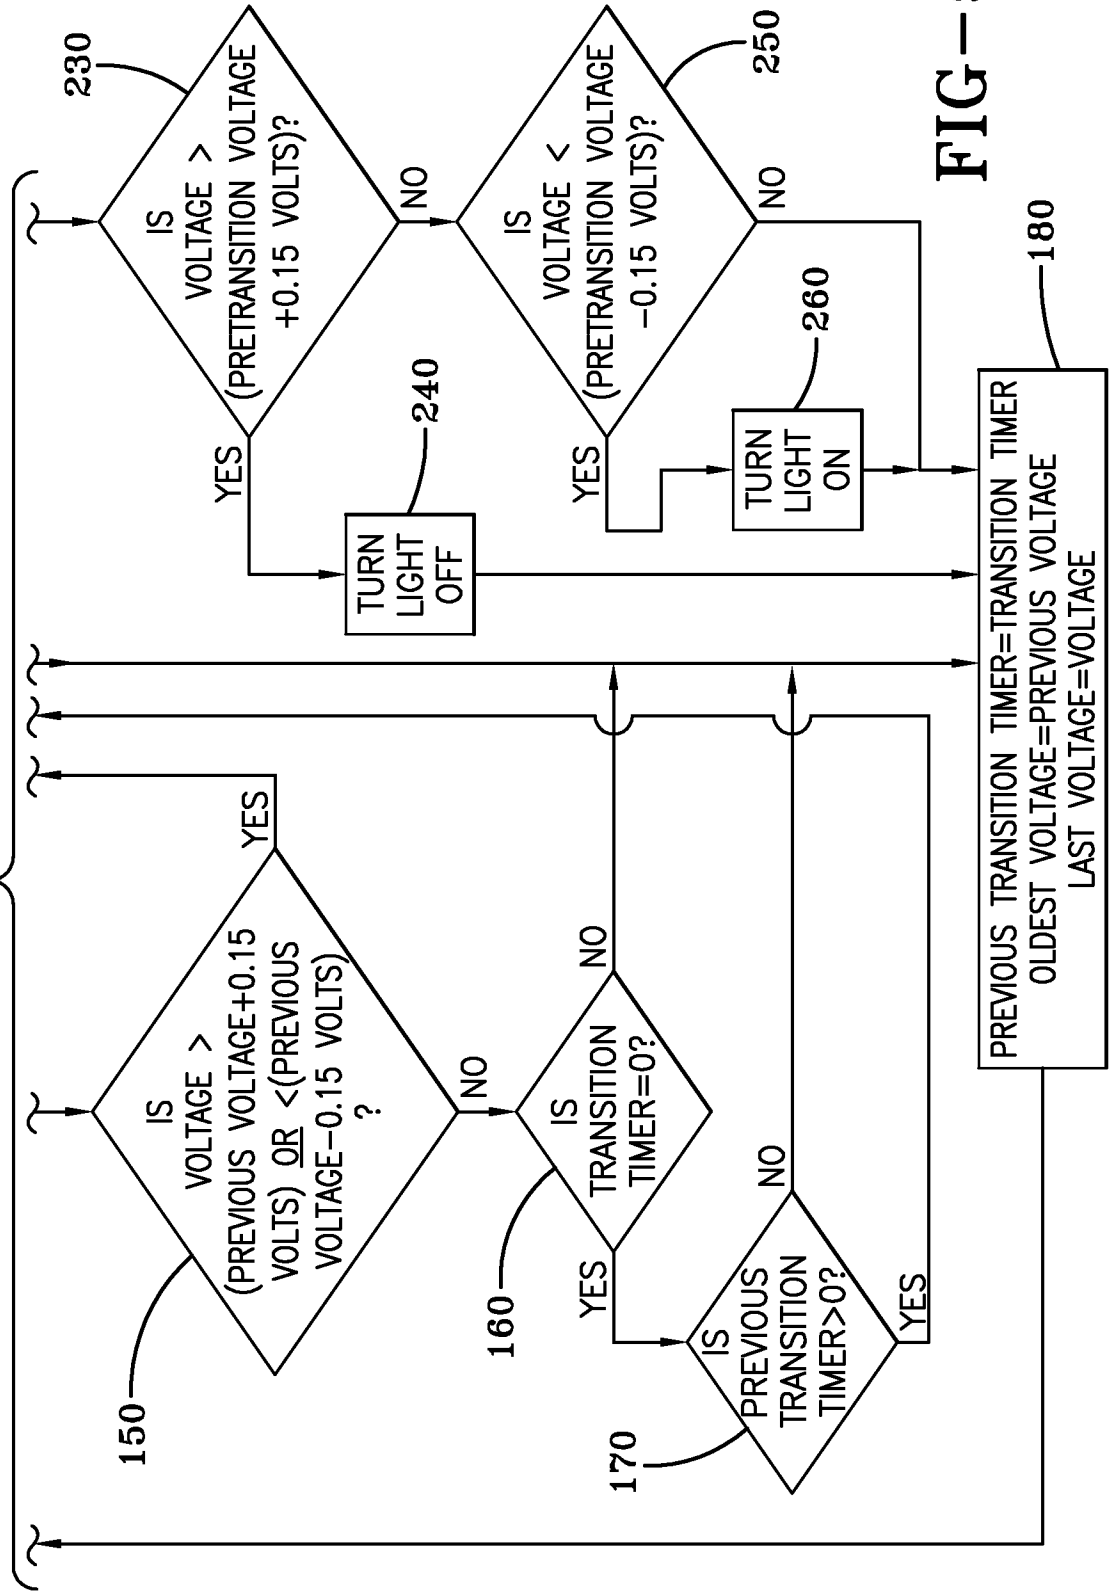 150
IS
VOLTAGE >
(PREVIOUS VOLTAGE+0.15
VOLTS) OR <(PREVIOUS
VOLTAGE−0.15 VOLTS)
?
YES
NO
160
IS
TRANSITION
TIMER=0?
NO
YES
170
IS
PREVIOUS
TRANSITION
TIMER>0?
NO
YES
230
IS
VOLTAGE >
(PRETRANSITION VOLTAGE
+0.15 VOLTS)?
YES
NO
240
TURN
LIGHT
OFF
250
IS
VOLTAGE <
(PRETRANSITION VOLTAGE
−0.15 VOLTS)?
YES
NO
260
TURN
LIGHT
ON
180
PREVIOUS TRANSITION TIMER=TRANSITION TIMER
OLDEST VOLTAGE=PREVIOUS VOLTAGE
LAST VOLTAGE=VOLTAGE
FIG−